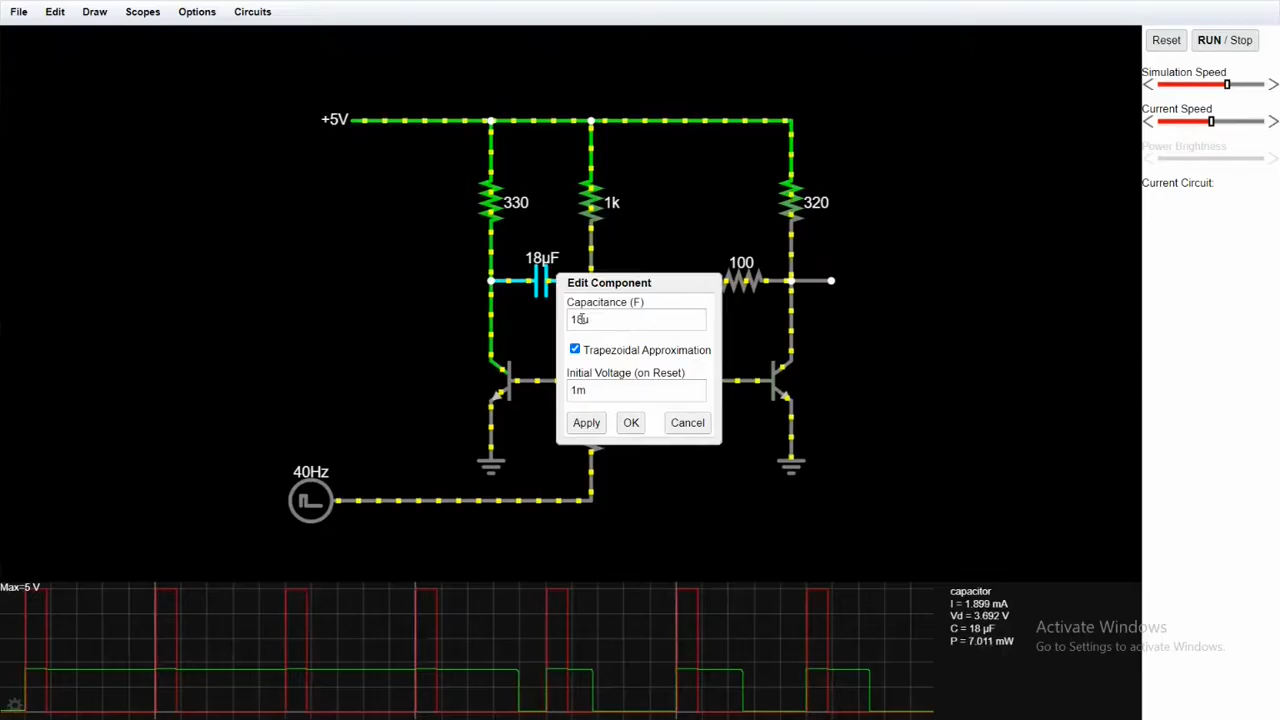 File Edit Draw Scopes Options Circuits
Reset RUN / Stop
Simulation Speed
Current Speed
Power Brightness
Current Circuit:
+5V
330
1k
320
18µF
100
Edit Component
Capacitance (F)
18u
Trapezoidal Approximation
Initial Voltage (on Reset)
1m
Apply OK Cancel
40Hz
Max=5 V
capacitor
I = 1.899 mA
Vd = 3.692 V
C = 18 µF
P = 7.011 mW
Activate Windows
Go to Settings to activate Windows.